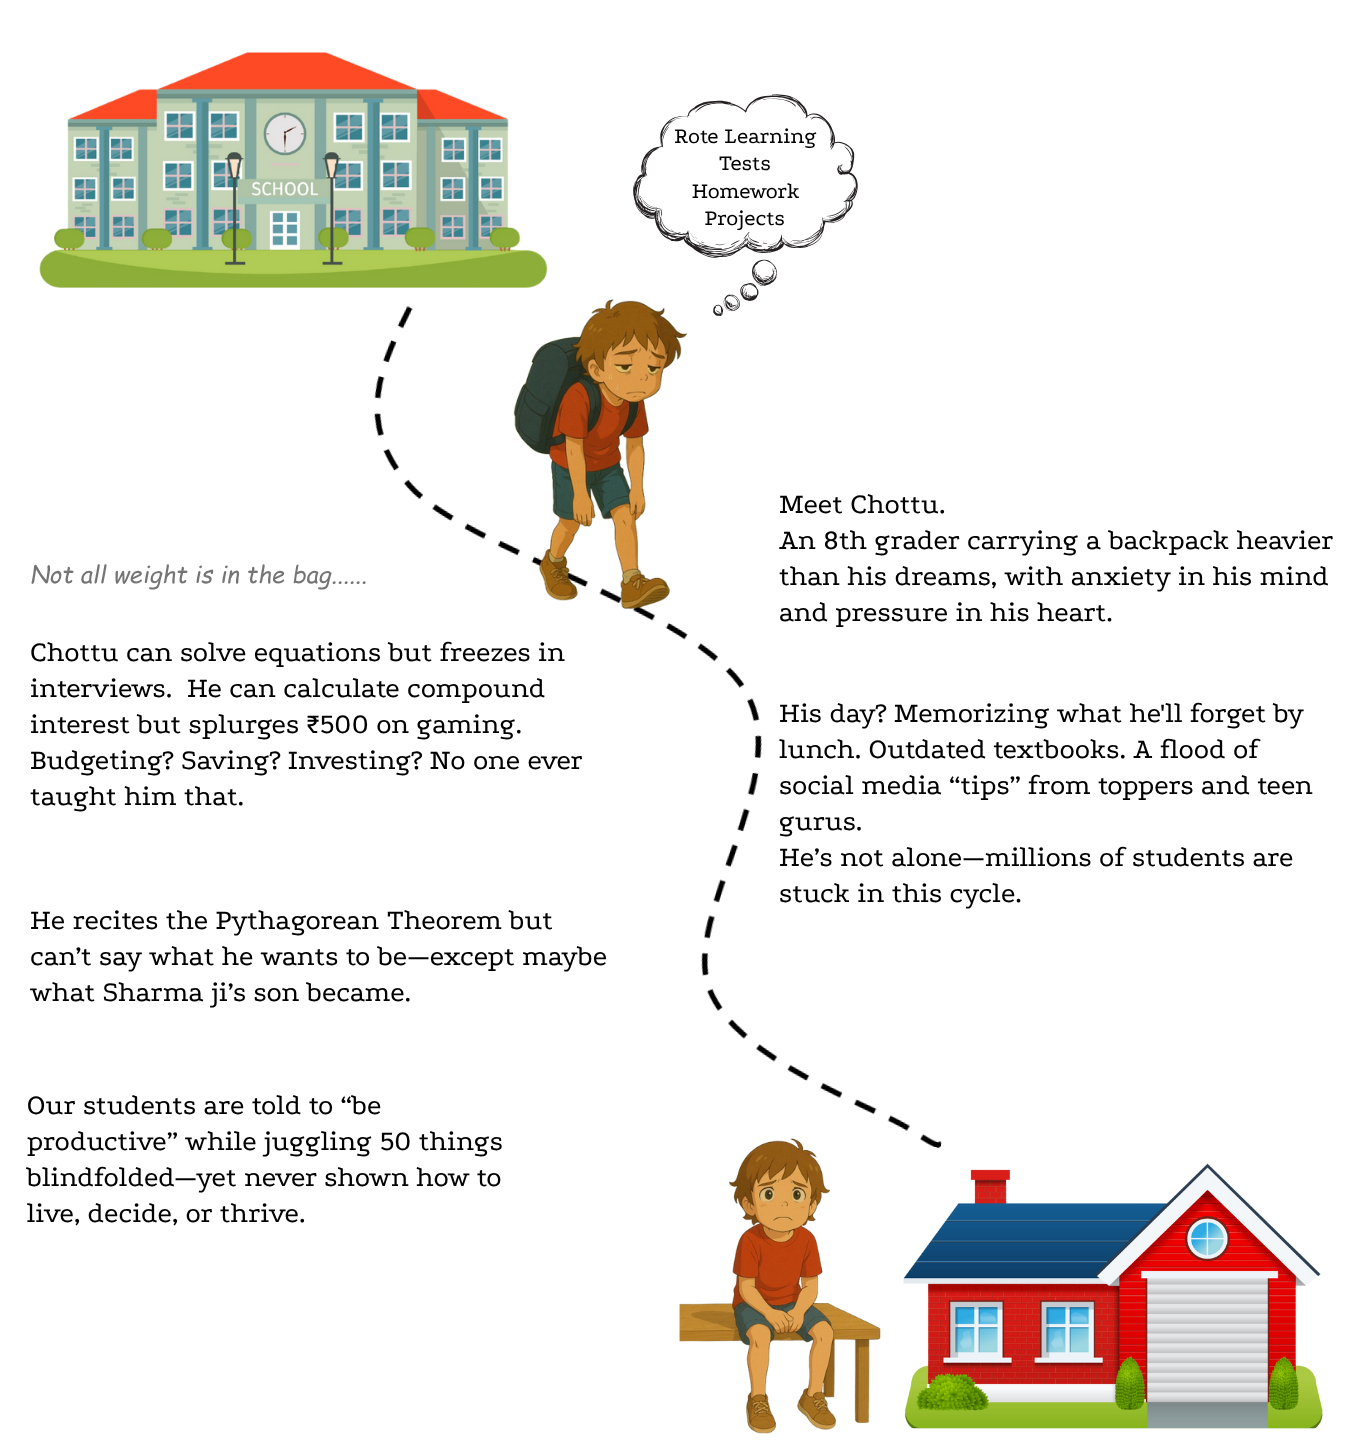 SCHOOL
Rote Learning
Tests
Homework
Projects
Meet Chottu.
An 8th grader carrying a backpack heavier
than his dreams, with anxiety in his mind
and pressure in his heart.
Not all weight is in the bag......
Chottu can solve equations but freezes in
interviews.  He can calculate compound
interest but splurges ₹500 on gaming.
Budgeting? Saving? Investing? No one ever
taught him that.
His day? Memorizing what he'll forget by
lunch. Outdated textbooks. A flood of
social media “tips” from toppers and teen
gurus.
He’s not alone—millions of students are
stuck in this cycle.
He recites the Pythagorean Theorem but
can’t say what he wants to be—except maybe
what Sharma ji’s son became.
Our students are told to “be
productive” while juggling 50 things
blindfolded—yet never shown how to
live, decide, or thrive.